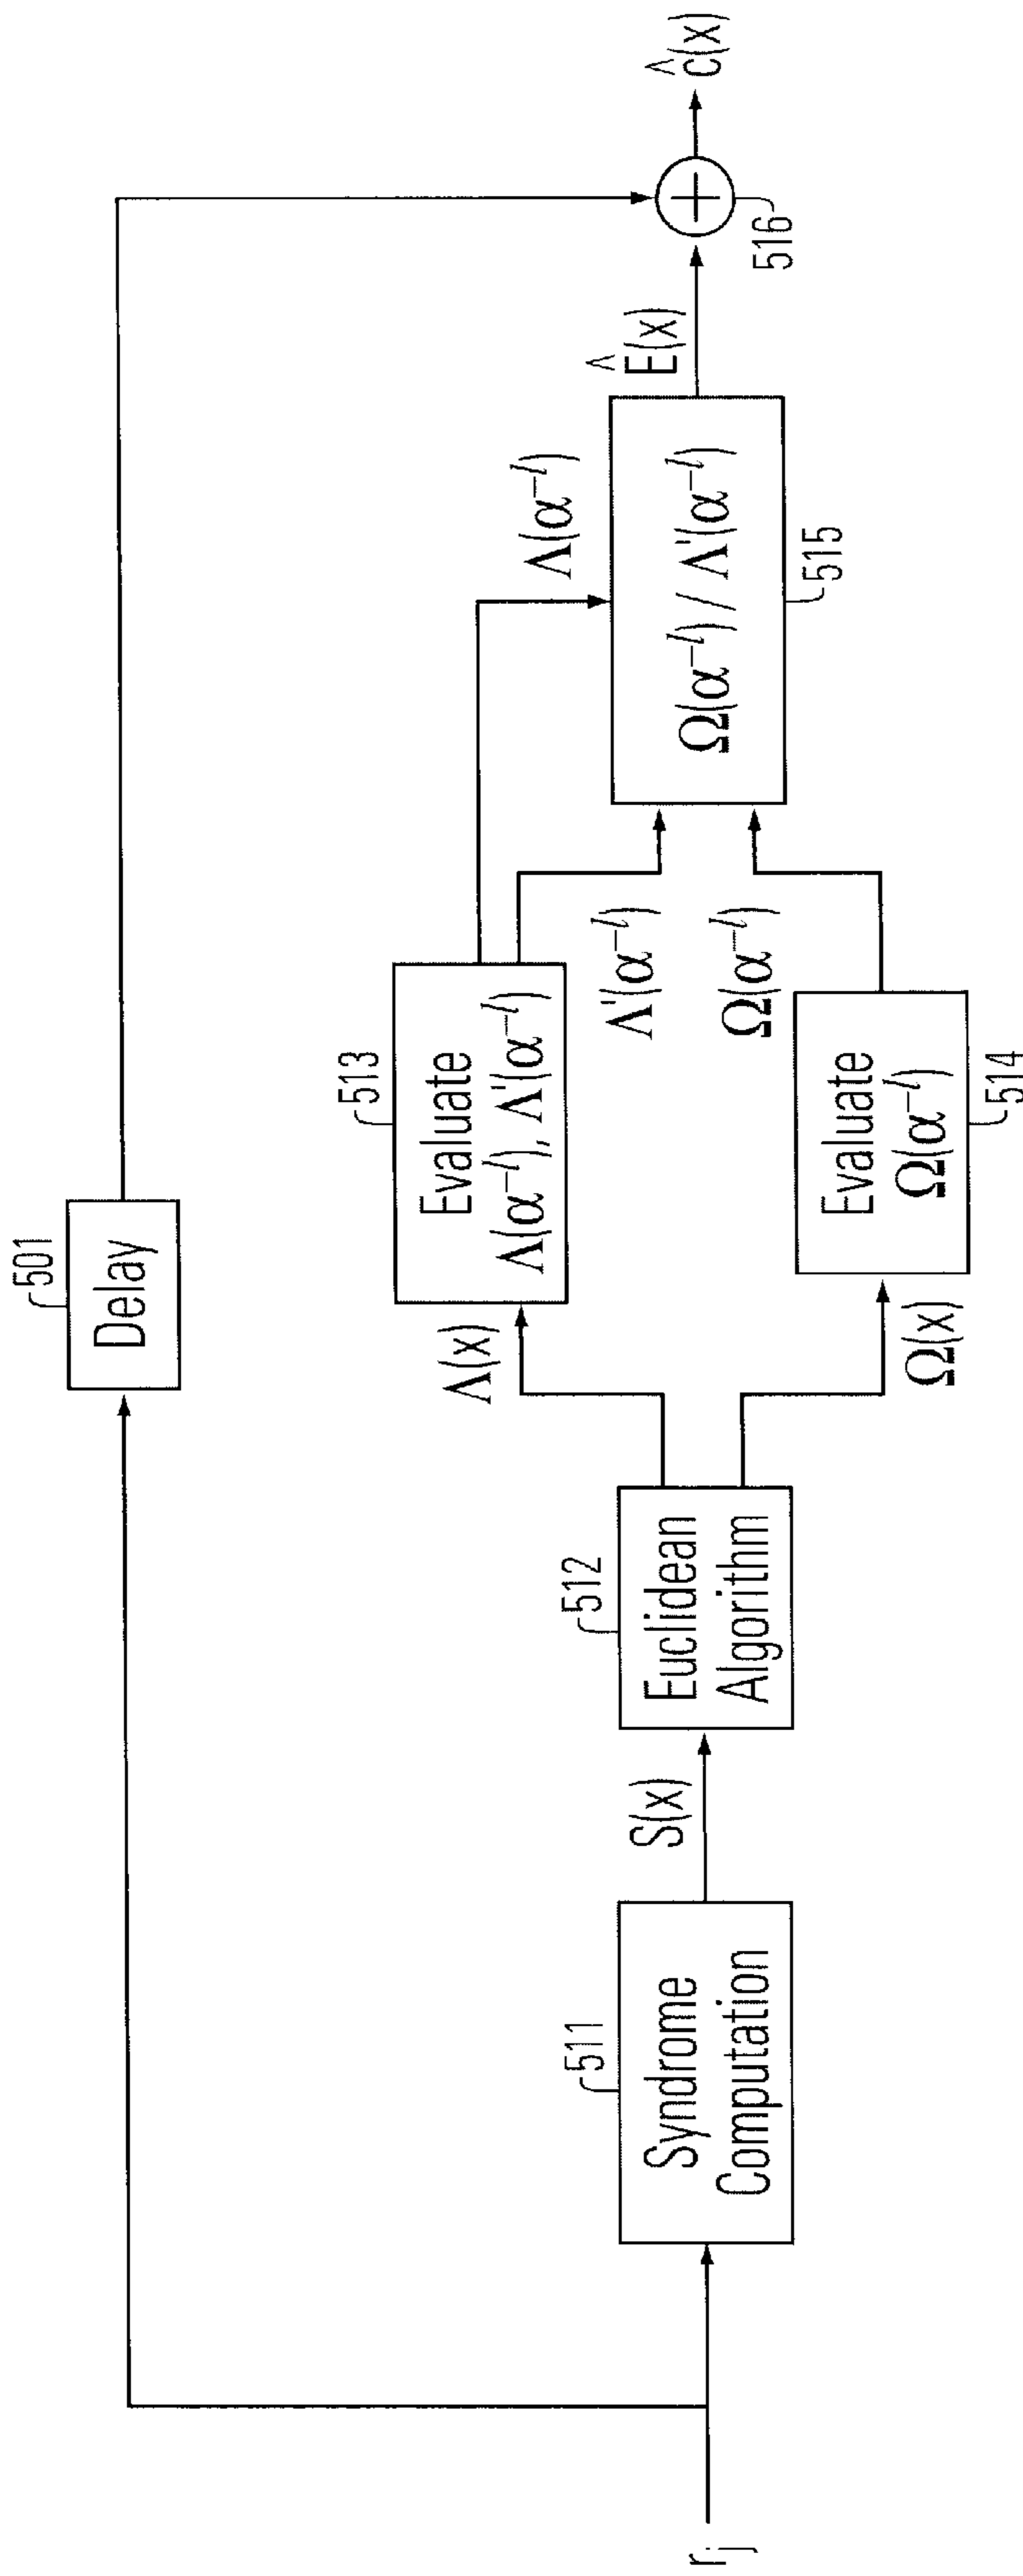 r_j
501
Delay
511
Syndrome
Computation
S(x)
512
Euclidean
Algorithm
Λ(x)
Ω(x)
513
Evaluate
Λ(α⁻ˡ), Λ'(α⁻ˡ)
Evaluate
Ω(α⁻ˡ)
514
Λ(α⁻ˡ)
Λ'(α⁻ˡ)
Ω(α⁻ˡ)
Ω(α⁻ˡ) / Λ'(α⁻ˡ)
515
Ê(x)
+
516
ĉ(x)